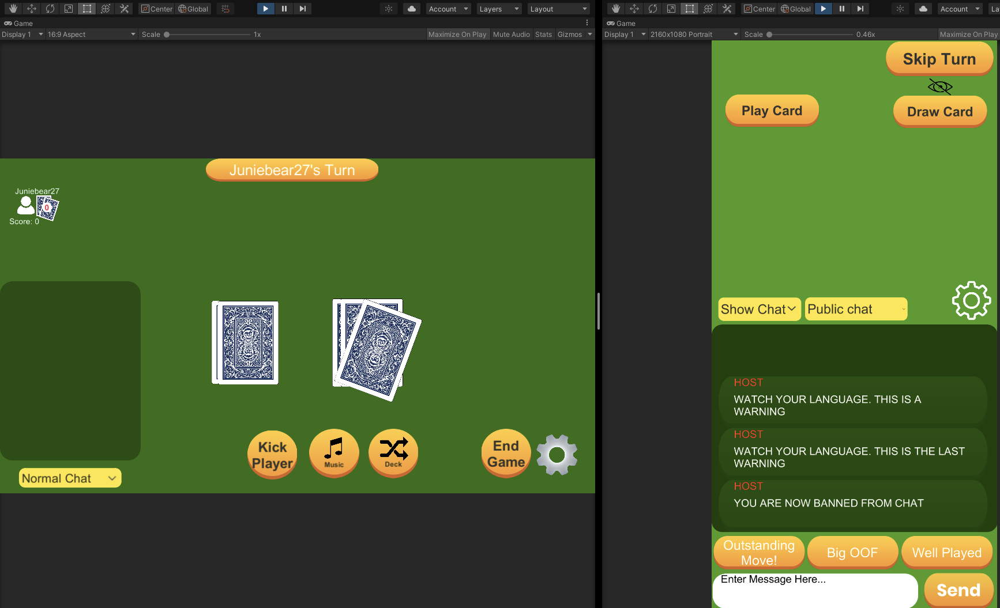 Center
Global
Account
Layers
Layout
Game
Display 1
16:9 Aspect
Scale
1x
Maximize On Play
Mute Audio
Stats
Gizmos
Juniebear27's Turn
Juniebear27
0
Score: 0
Kick
Player
Music
Deck
End
Game
Normal Chat
Center
Global
Account
La
Game
Display 1
2160x1080 Portrait
Scale
0.46x
Maximize On Play
Skip Turn
Play Card
Draw Card
Show Chat
Public chat
HOST
WATCH YOUR LANGUAGE. THIS IS A
WARNING
HOST
WATCH YOUR LANGUAGE. THIS IS THE LAST
WARNING
HOST
YOU ARE NOW BANNED FROM CHAT
Outstanding
Move!
Big OOF
Well Played
Enter Message Here...
Send